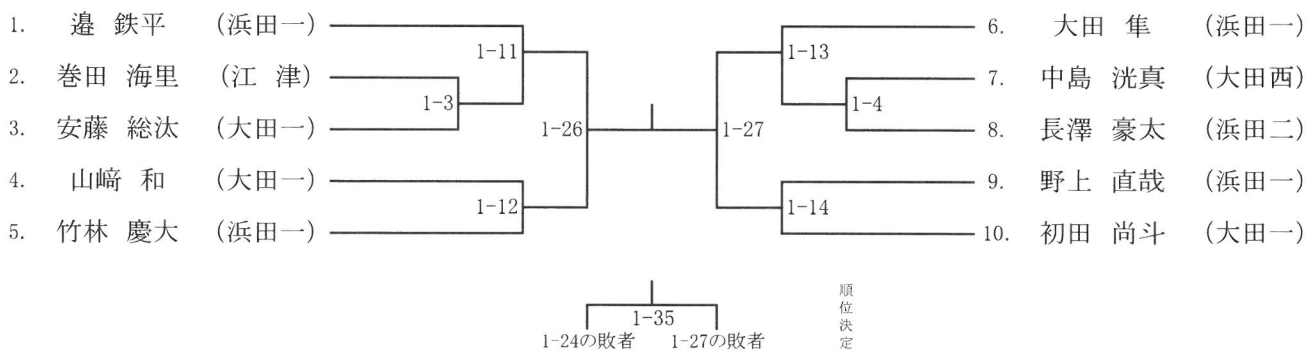 1. 邉 鉄平 （浜田一）
2. 巻田 海里 （江 津）
3. 安藤 総汰 （大田一）
4. 山﨑 和 （大田一）
5. 竹林 慶大 （浜田一）
1-11
1-3
1-12
1-26
1-27
1-13
1-4
1-14
6. 大田 隼 （浜田一）
7. 中島 洸真 （大田西）
8. 長澤 豪太 （浜田二）
9. 野上 直哉 （浜田一）
10. 初田 尚斗 （大田一）
1-35
1-24の敗者 1-27の敗者
順位決定